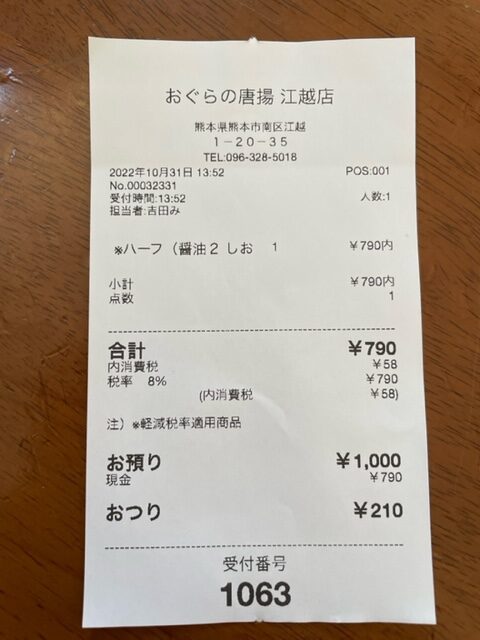 おぐらの唐揚 江越店
熊本県熊本市南区江越
1－20－35
TEL:096-328-5018
2022年10月31日 13:52 POS:001
No.00032331
受付時間:13:52 人数:1
担当者:吉田み
※ハーフ（醤油2 しお 1 ￥790内
小計 ￥790内
点数 1
合計 ￥790
内消費税 ￥58
税率 8% ￥790
(内消費税 ￥58)
注）※軽減税率適用商品
お預り ￥1,000
現金 ￥790
おつり ￥210
受付番号
1063